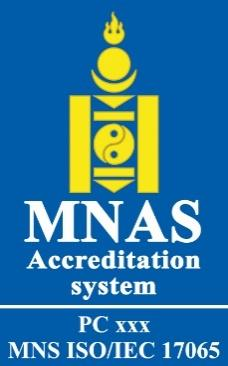 MNAS
Accreditation
system
PC xxx
MNS ISO/IEC 17065